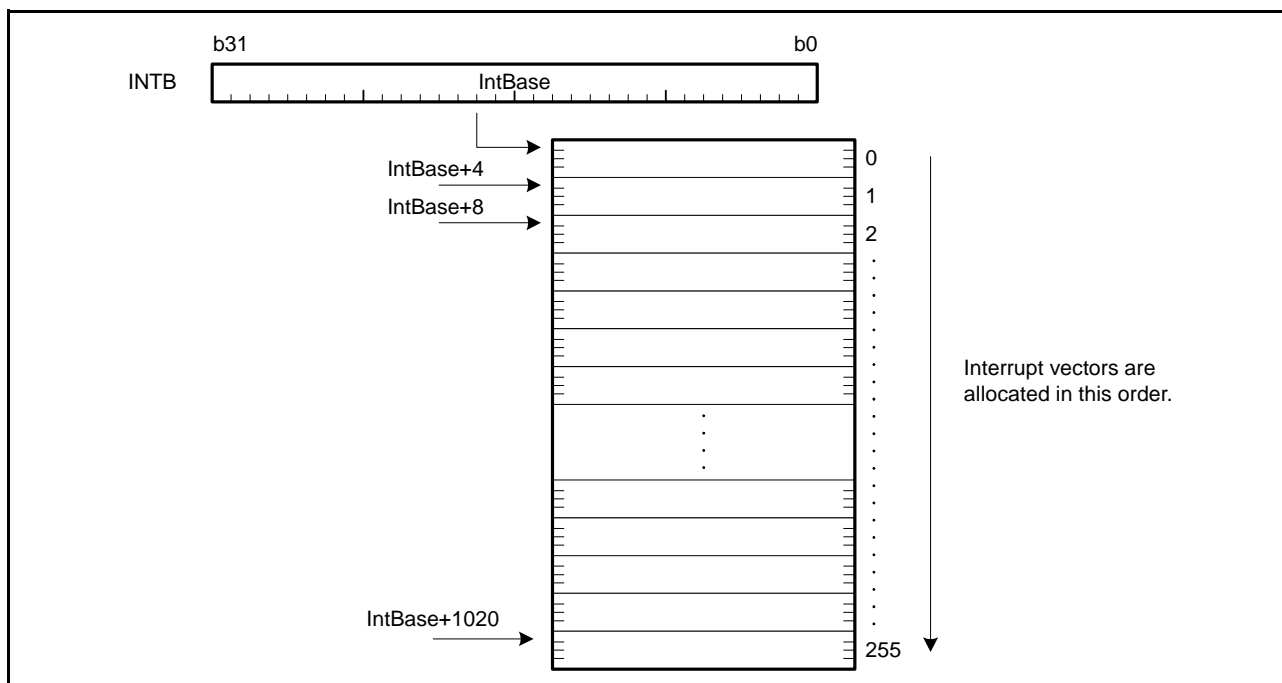 b31 b0
INTB IntBase
0
IntBase+4
1
IntBase+8
2
Interrupt vectors are
allocated in this order.
IntBase+1020
255